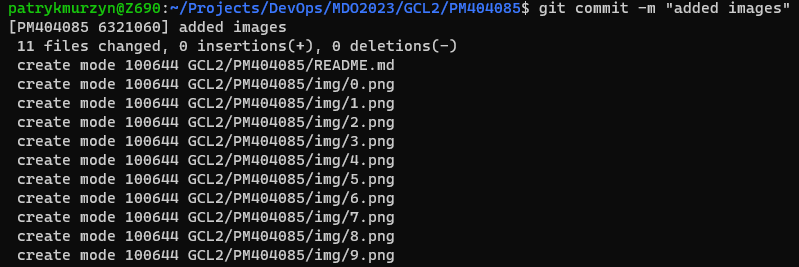 patrykmurzyn@Z690:~/Projects/DevOps/MDO2023/GCL2/PM404085$ git commit -m "added images"
[PM404085 6321060] added images
 11 files changed, 0 insertions(+), 0 deletions(-)
 create mode 100644 GCL2/PM404085/README.md
 create mode 100644 GCL2/PM404085/img/0.png
 create mode 100644 GCL2/PM404085/img/1.png
 create mode 100644 GCL2/PM404085/img/2.png
 create mode 100644 GCL2/PM404085/img/3.png
 create mode 100644 GCL2/PM404085/img/4.png
 create mode 100644 GCL2/PM404085/img/5.png
 create mode 100644 GCL2/PM404085/img/6.png
 create mode 100644 GCL2/PM404085/img/7.png
 create mode 100644 GCL2/PM404085/img/8.png
 create mode 100644 GCL2/PM404085/img/9.png